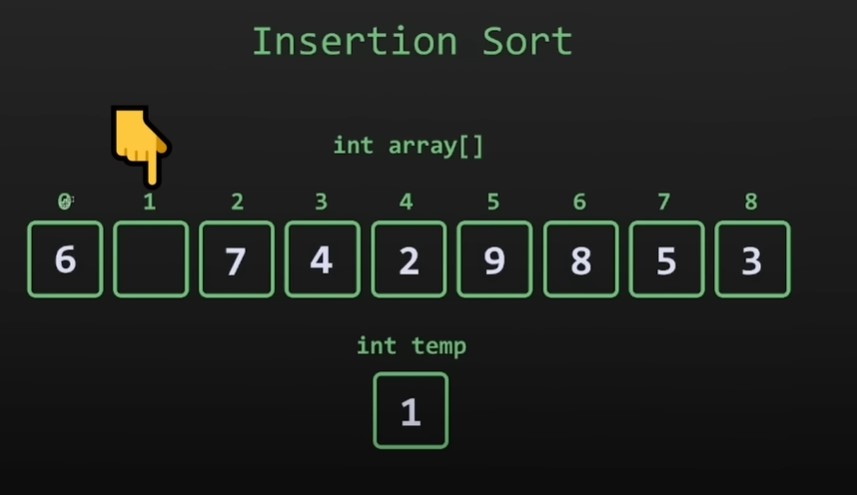 Insertion Sort
int array[]
0 1 2 3 4 5 6 7 8
6 7 4 2 9 8 5 3
int temp
1